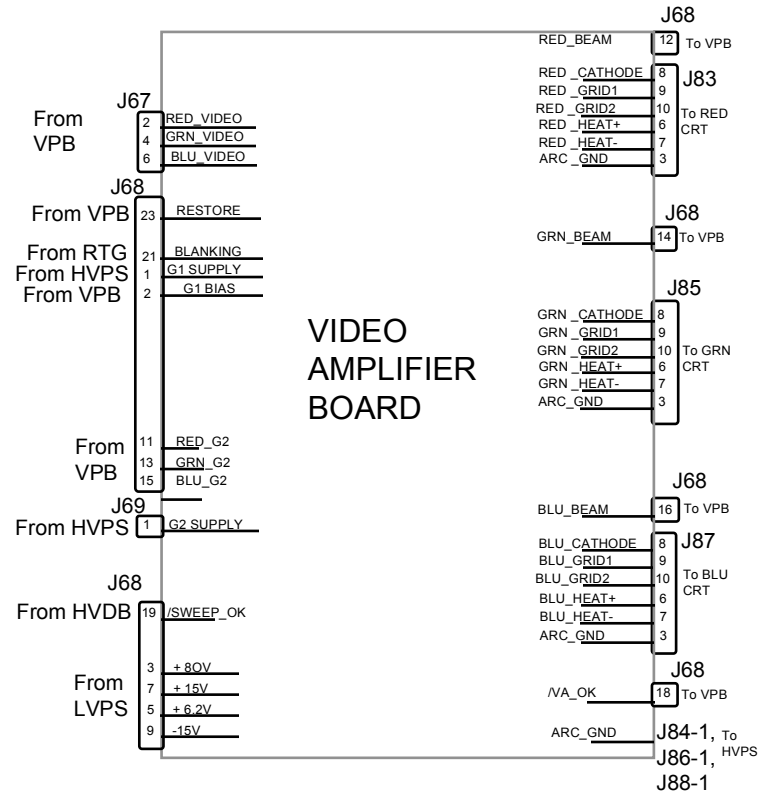 J68
RED_BEAM 12 To VPB
RED _CATHODE 8 J83
RED _GRID1 9
RED_GRID2 10 To RED
RED _HEAT+ 6 CRT
RED _HEAT- 7
ARC _GND 3
J67
From
VPB
2 RED_VIDEO
4 GRN_VIDEO
6 BLU_VIDEO
J68
From VPB 23 RESTORE
From RTG 21 BLANKING
From HVPS 1 G1 SUPPLY
From VPB 2 G1 BIAS
J68
GRN_BEAM 14 To VPB
J85
GRN _CATHODE 8
GRN _GRID1 9
GRN _GRID2 10 To GRN
GRN _HEAT+ 6 CRT
GRN _HEAT- 7
ARC_GND 3
VIDEO
AMPLIFIER
BOARD
From
VPB
11 RED_G2
13 GRN_G2
15 BLU_G2
J69
From HVPS 1 G2 SUPPLY
J68
BLU_BEAM 16 To VPB
BLU_CATHODE 8 J87
BLU_GRID1 9
BLU_GRID2 10 To BLU
CRT
BLU_HEAT+ 6
BLU_HEAT- 7
ARC_GND 3
J68
From HVDB 19 /SWEEP_OK
From
LVPS
3 + 8OV
7 + 15V
5 + 6.2V
9 -15V
J68
/VA_OK 18 To VPB
ARC_GND J84-1, To
J86-1, HVPS
J88-1